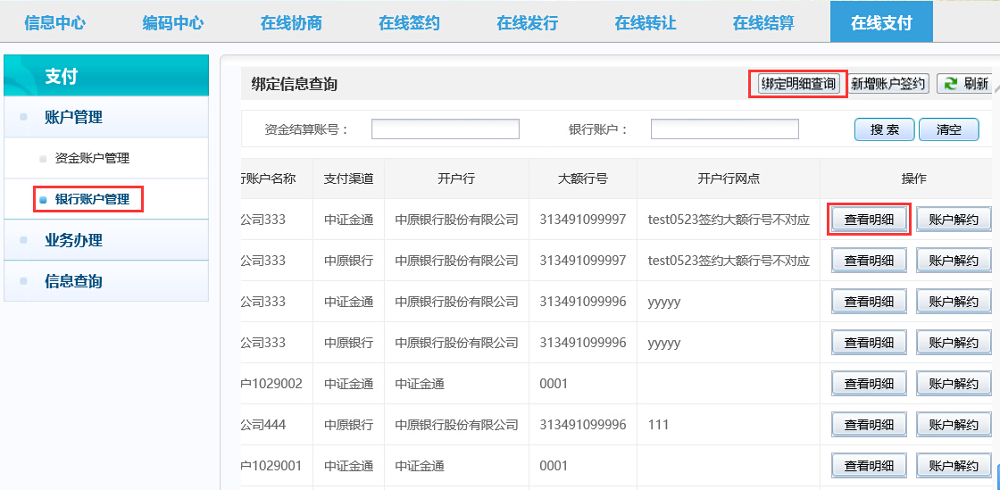 信息中心 编码中心 在线协商 在线签约 在线发行 在线转让 在线结算 在线支付
支付
账户管理
资金账户管理
银行账户管理
业务办理
信息查询
绑定信息查询 绑定明细查询 新增账户签约 刷新
资金结算账号： 银行账户： 搜 索 清空
行账户名称 支付渠道 开户行 大额行号 开户行网点 操作
公司333 中证金通 中原银行股份有限公司 313491099997 test0523签约大额行号不对应 查看明细 账户解约
公司333 中原银行 中原银行股份有限公司 313491099997 test0523签约大额行号不对应 查看明细 账户解约
公司333 中证金通 中原银行股份有限公司 313491099996 yyyyy 查看明细 账户解约
公司333 中原银行 中原银行股份有限公司 313491099996 yyyyy 查看明细 账户解约
户1029002 中证金通 中证金通 0001 查看明细 账户解约
公司444 中原银行 中原银行股份有限公司 313491099996 111 查看明细 账户解约
户1029001 中证金通 中证金通 0001 查看明细 账户解约